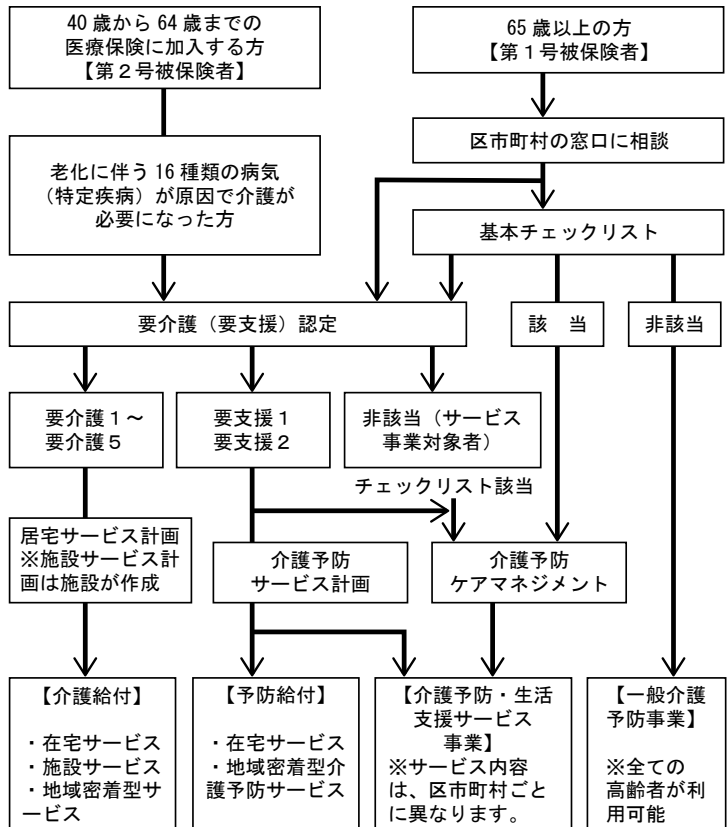 40歳から64歳までの
医療保険に加入する方
【第2号被保険者】
65歳以上の方
【第1号被保険者】
区市町村の窓口に相談
老化に伴う16種類の病気
（特定疾病）が原因で介護が
必要になった方
基本チェックリスト
要介護（要支援）認定
該　当
非該当
要介護1～
要介護5
要支援1
要支援2
非該当（サービス
事業対象者）
チェックリスト該当
居宅サービス計画
※施設サービス計
画は施設が作成
介護予防
サービス計画
介護予防
ケアマネジメント
【介護給付】
・在宅サービス
・施設サービス
・地域密着型サ
ービス
【予防給付】
・在宅サービス
・地域密着型介
護予防サービス
【介護予防・生活
支援サービス
事業】
※サービス内容
は、区市町村ごと
に異なります。
【一般介護
予防事業】
※全ての
高齢者が利
用可能